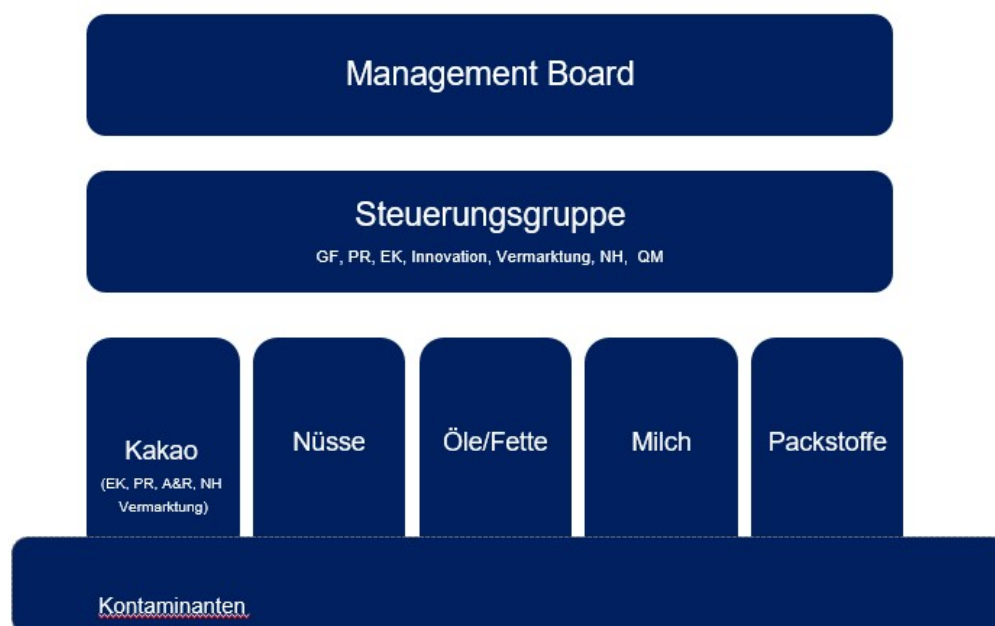 Management Board
Steuerungsgruppe
GF, PR, EK, Innovation, Vermarktung, NH, QM
Kakao
(EK, PR, A&R, NH
Vermarktung)
Nüsse
Öle/Fette
Milch
Packstoffe
Kontaminanten